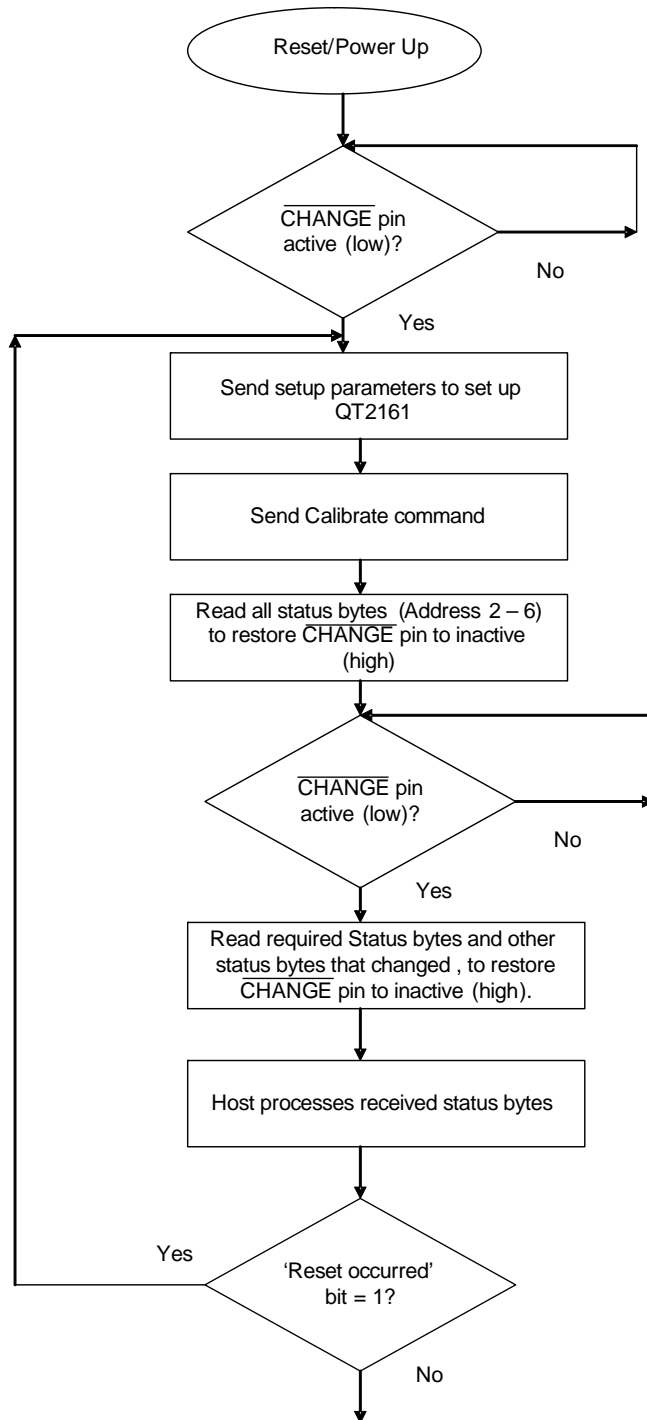 Reset/Power Up
CHANGE pin
active (low)?
No
Yes
Send setup parameters to set up
QT2161
Send Calibrate command
Read all status bytes (Address 2 – 6)
to restore CHANGE pin to inactive
(high)
CHANGE pin
active (low)?
No
Yes
Read required Status bytes and other
status bytes that changed , to restore
CHANGE pin to inactive (high).
Host processes received status bytes
Yes
‘Reset occurred’
bit = 1?
No